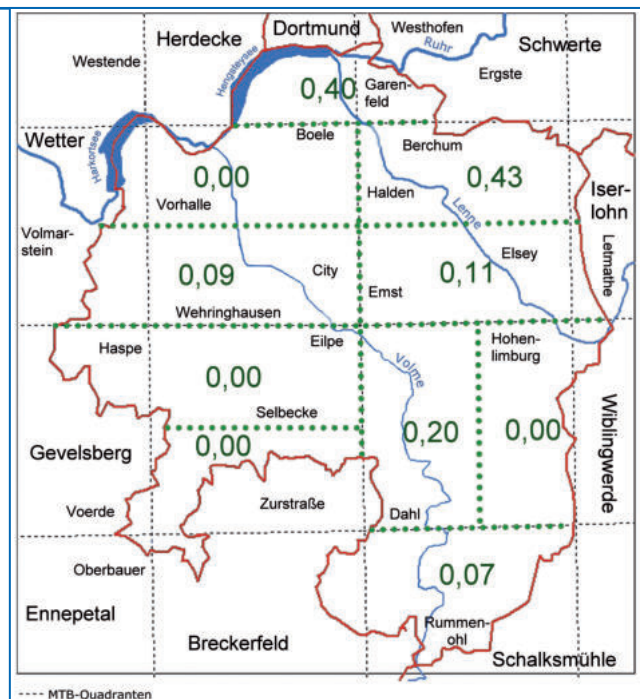 Dortmund
Herdecke
Westhofen
Schwerte
Ruhr
Westende
Hengsteysee
Ergste
Garen-
feld
0,40
Boele
Wetter
Harkortsee
Berchum
0,00
Halden
0,43
Iser-
lohn
Vorhalle
Lenne
Volmar-
stein
Letmathe
0,09
City
Elsey
0,11
Emst
Wehringhausen
Eilpe
Hohen-
limburg
Haspe
Volme
0,00
Selbecke
0,20
0,00
Wiblingwerde
Gevelsberg
0,00
Zurstraße
Voerde
Dahl
Oberbauer
0,07
Ennepetal
Rummen-
ohl
Breckerfeld
Schalksmühle
---- MTB-Quadranten